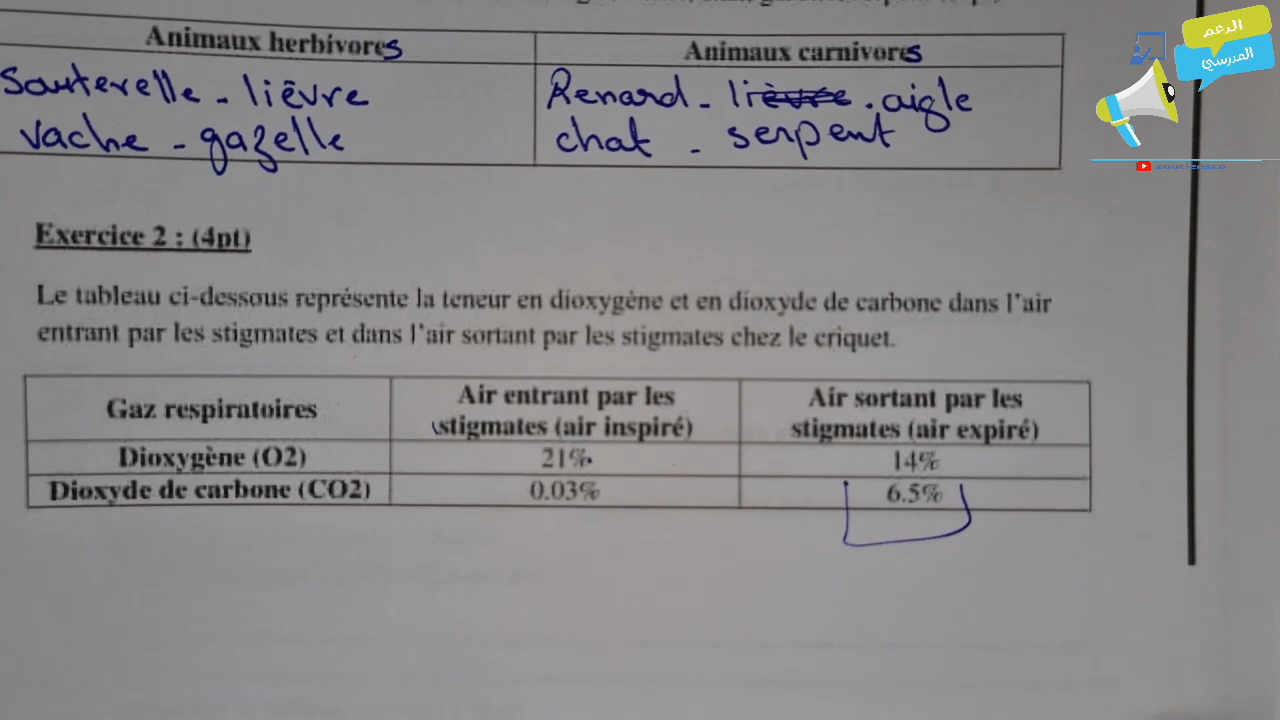 Animaux herbivores
Animaux carnivores
Sauterelle - lièvre
vache - gazelle
Renard - lièvre . aigle
chat - serpent
الدعم
المدرسي
soutiensco
Exercice 2 : (4pt)
Le tableau ci-dessous représente la teneur en dioxygène et en dioxyde de carbone dans l'air
entrant par les stigmates et dans l'air sortant par les stigmates chez le criquet.
Gaz respiratoires
Air entrant par les
stigmates (air inspiré)
Air sortant par les
stigmates (air expiré)
Dioxygène (O2)
21%
14%
Dioxyde de carbone (CO2)
0.03%
6.5%